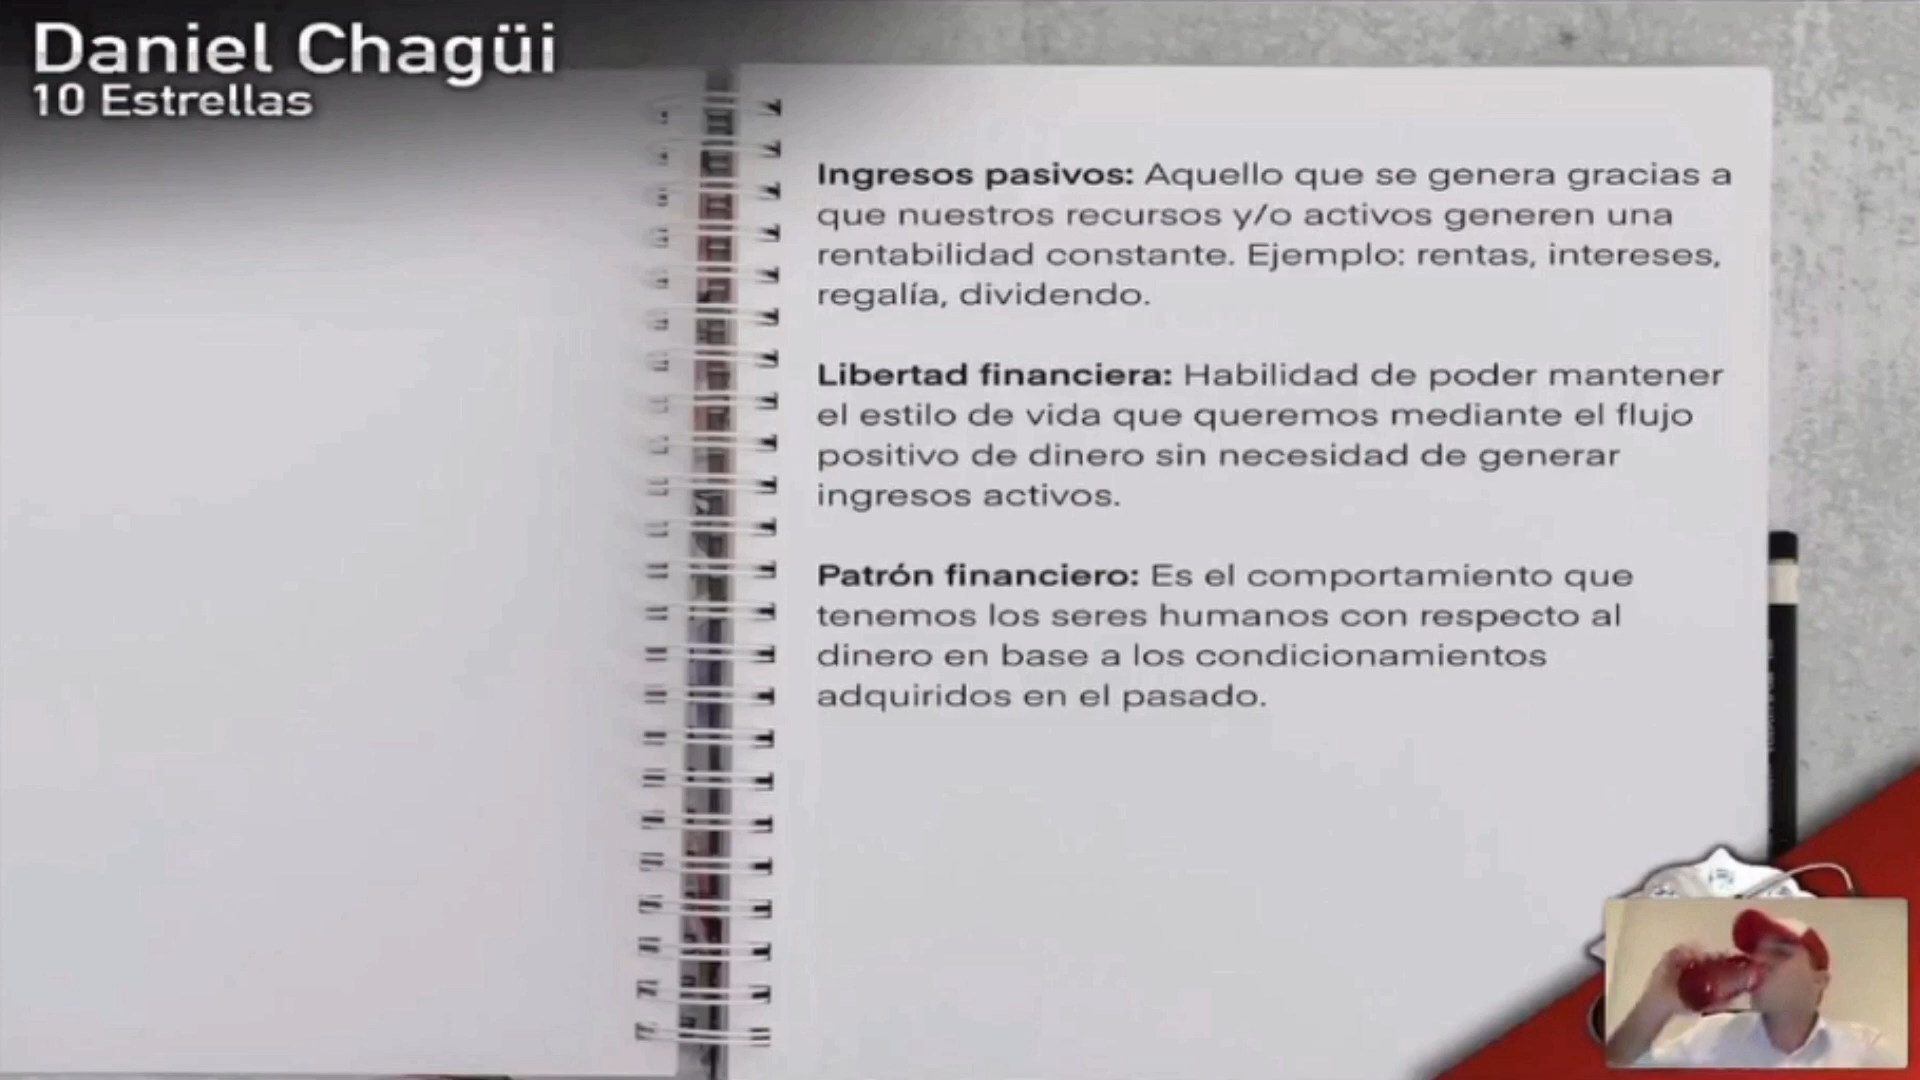 Daniel Chagüi
10 Estrellas
Ingresos pasivos: Aquello que se genera gracias a
que nuestros recursos y/o activos generen una
rentabilidad constante. Ejemplo: rentas, intereses,
regalía, dividendo.
Libertad financiera: Habilidad de poder mantener
el estilo de vida que queremos mediante el flujo
positivo de dinero sin necesidad de generar
ingresos activos.
Patrón financiero: Es el comportamiento que
tenemos los seres humanos con respecto al
dinero en base a los condicionamientos
adquiridos en el pasado.